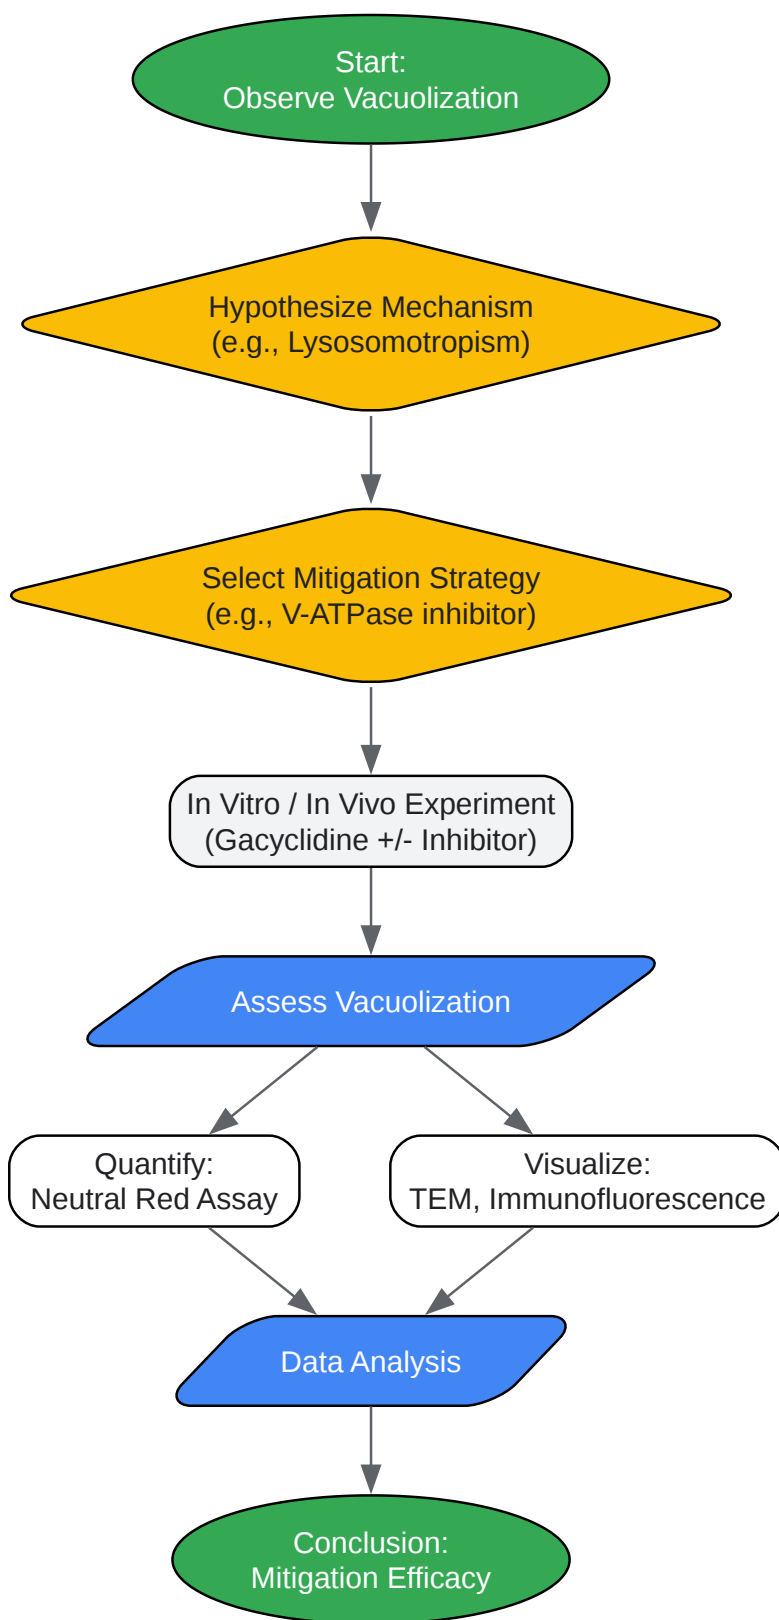 Start:
Observe Vacuolization
Hypothesize Mechanism
(e.g., Lysosomotropism)
Select Mitigation Strategy
(e.g., V-ATPase inhibitor)
In Vitro / In Vivo Experiment
(Gacyclidine +/- Inhibitor)
Assess Vacuolization
Quantify:
Neutral Red Assay
Visualize:
TEM, Immunofluorescence
Data Analysis
Conclusion:
Mitigation Efficacy